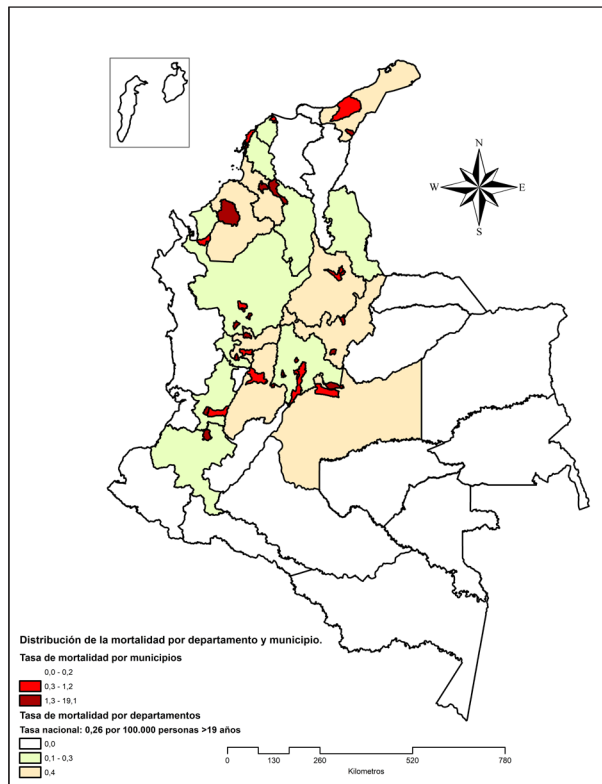 N
W E
S
Distribución de la mortalidad por departamento y municipio.
Tasa de mortalidad por municipios
0,0 - 0,2
0,3 - 1,2
1,3 - 19,1
Tasa de mortalidad por departamentos
Tasa nacional: 0,26 por 100.000 personas >19 años
0,0
0,1 - 0,3
0,4
0 130 260 520 780
Kilometros